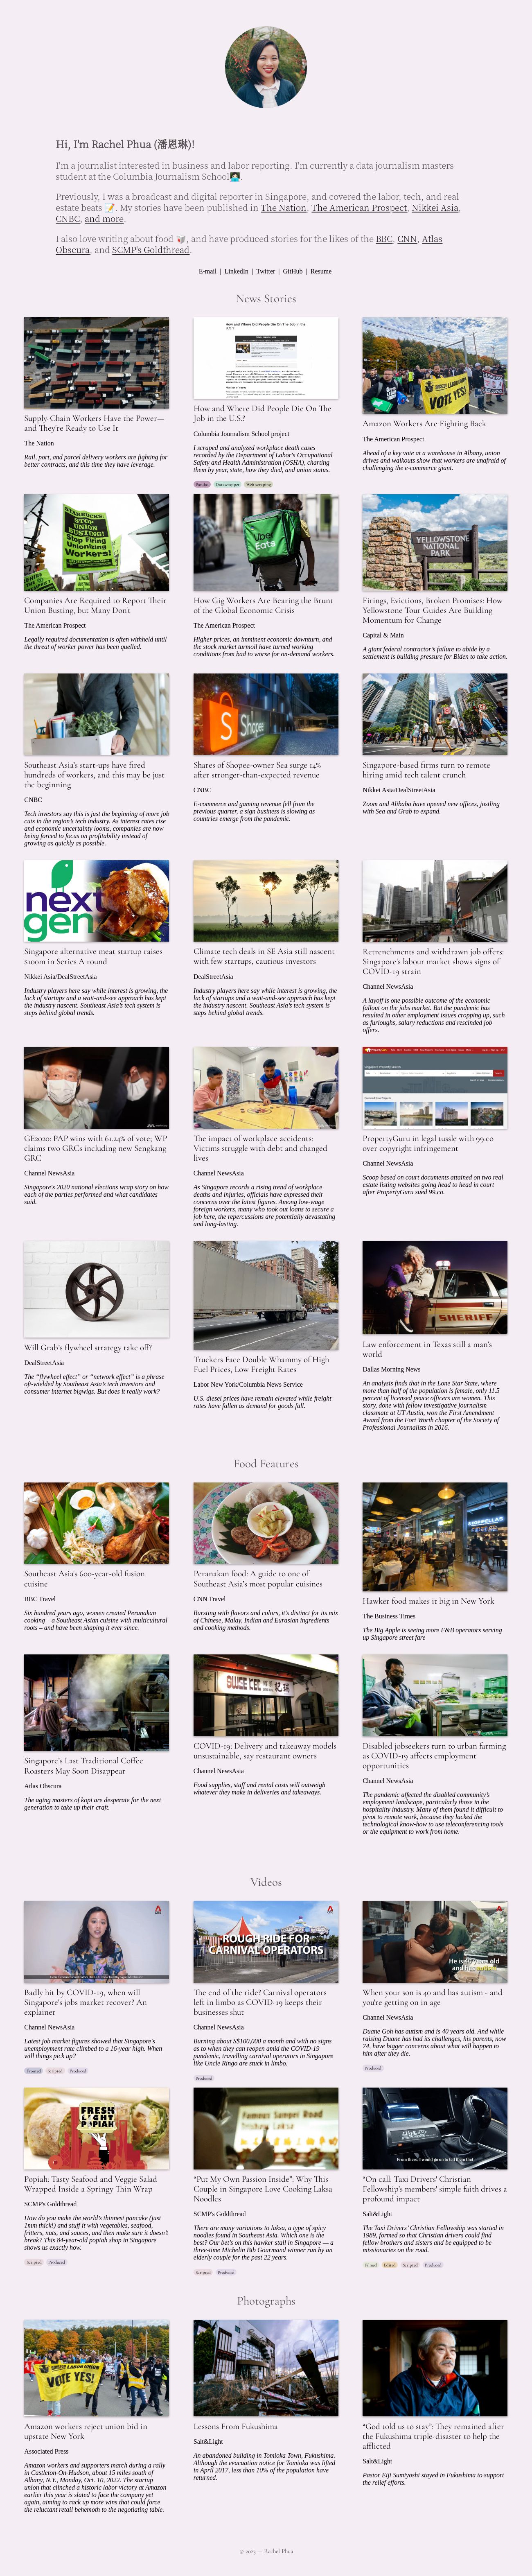 Hi, I'm Rachel Phua (潘恩琳)!
I'm a journalist interested in business and labor reporting. I'm currently a data journalism masters
student at the Columbia Journalism School👩🏻‍💻.
Previously, I was a broadcast and digital reporter in Singapore, and covered the labor, tech, and real
estate beats 📝. My stories have been published in The Nation, The American Prospect, Nikkei Asia,
CNBC, and more.
I also love writing about food 🥡, and have produced stories for the likes of the BBC, CNN, Atlas
Obscura, and SCMP's Goldthread.
E-mail | LinkedIn | Twitter | GitHub | Resume
News Stories
Supply-Chain Workers Have the Power—
and They're Ready to Use It
The Nation
Rail, port, and parcel delivery workers are fighting for
better contracts, and this time they have leverage.
How and Where Did People Die On The Job in the
U.S.?
How and Where Did People Die On The
Job in the U.S.?
Columbia Journalism School project
I scraped and analyzed workplace death cases
recorded by the Department of Labor's Occupational
Safety and Health Administration (OSHA), charting
them by year, state, how they died, and union status.
Pandas Datawrapper Web scraping
AMAZON LABOR UNION
VOTE YES!
Amazon Workers Are Fighting Back
The American Prospect
Ahead of a key vote at a warehouse in Albany, union
drives and walkouts show that workers are unafraid of
challenging the e-commerce giant.
STARBUCKS:
STOP
UNION
BUSTING!
Stop Firing
Unionizing
Workers!
Companies Are Required to Report Their
Union Busting, but Many Don't
The American Prospect
Legally required documentation is often withheld until
the threat of worker power has been quelled.
Uber
Eats
How Gig Workers Are Bearing the Brunt
of the Global Economic Crisis
The American Prospect
Higher prices, an imminent economic downturn, and
the stock market turmoil have turned working
conditions from bad to worse for on-demand workers.
YELLOWSTONE
NATIONAL
PARK
Firings, Evictions, Broken Promises: How
Yellowstone Tour Guides Are Building
Momentum for Change
Capital & Main
A giant federal contractor's failure to abide by a
settlement is building pressure for Biden to take action.
Southeast Asia's start-ups have fired
hundreds of workers, and this may be just
the beginning
CNBC
Tech investors say this is just the beginning of more job
cuts in the region's tech industry. As interest rates rise
and economic uncertainty looms, companies are now
being forced to focus on profitability instead of
growing as quickly as possible.
Shopee
Shares of Shopee-owner Sea surge 14%
after stronger-than-expected revenue
CNBC
E-commerce and gaming revenue fell from the
previous quarter, a sign business is slowing as
countries emerge from the pandemic.
Singapore-based firms turn to remote
hiring amid tech talent crunch
Nikkei Asia/DealStreetAsia
Zoom and Alibaba have opened new offices, jostling
with Sea and Grab to expand.
next
gen
Singapore alternative meat startup raises
$100m in Series A round
Nikkei Asia/DealStreetAsia
Industry players here say while interest is growing, the
lack of startups and a wait-and-see approach has kept
the industry nascent. Southeast Asia's tech system is
steps behind global trends.
Climate tech deals in SE Asia still nascent
with few startups, cautious investors
DealStreetAsia
Industry players here say while interest is growing, the
lack of startups and a wait-and-see approach has kept
the industry nascent. Southeast Asia's tech system is
steps behind global trends.
Retrenchments and withdrawn job offers:
Singapore's labour market shows signs of
COVID-19 strain
Channel NewsAsia
A layoff is one possible outcome of the economic
fallout on the jobs market. But the pandemic has
resulted in other employment issues cropping up, such
as furloughs, salary reductions and rescinded job
offers.
GE2020: PAP wins with 61.24% of vote; WP
claims two GRCs including new Sengkang
GRC
Channel NewsAsia
Singapore's 2020 national elections wrap story on how
each of the parties performed and what candidates
said.
The impact of workplace accidents:
Victims struggle with debt and changed
lives
Channel NewsAsia
As Singapore records a rising trend of workplace
deaths and injuries, officials have expressed their
concerns over the latest figures. Among low-wage
foreign workers, many who took out loans to secure a
job here, the repercussions are potentially devastating
and long-lasting.
PropertyGuru in legal tussle with 99.co
over copyright infringement
Channel NewsAsia
Scoop based on court documents attained on two real
estate listing websites going head to head in court
after PropertyGuru sued 99.co.
Will Grab's flywheel strategy take off?
DealStreetAsia
The “flywheel effect” or “network effect” is a phrase
oft-wielded by Southeast Asia's tech investors and
consumer internet bigwigs. But does it really work?
Truckers Face Double Whammy of High
Fuel Prices, Low Freight Rates
Labor New York/Columbia News Service
U.S. diesel prices have remain elevated while freight
rates have fallen as demand for goods fall.
SHERIFF
Law enforcement in Texas still a man's
world
Dallas Morning News
An analysis finds that in the Lone Star State, where
more than half of the population is female, only 11.5
percent of licensed peace officers are women. This
story, done with fellow investigative journalism
classmate at UT Austin, won the First Amendment
Award from the Fort Worth chapter of the Society of
Professional Journalists in 2016.
Food Features
Southeast Asia's 600-year-old fusion
cuisine
BBC Travel
Six hundred years ago, women created Peranakan
cooking – a Southeast Asian cuisine with multicultural
roots – and have been shaping it ever since.
Peranakan food: A guide to one of
Southeast Asia's most popular cuisines
CNN Travel
Bursting with flavors and colors, it's distinct for its mix
of Chinese, Malay, Indian and Eurasian ingredients
and cooking methods.
Hawker food makes it big in New York
The Business Times
The Big Apple is seeing more F&B operators serving
up Singapore street fare
Singapore's Last Traditional Coffee
Roasters May Soon Disappear
Atlas Obscura
The aging masters of kopi are desperate for the next
generation to take up their craft.
SWEE KEE
COVID-19: Delivery and takeaway models
unsustainable, say restaurant owners
Channel NewsAsia
Food supplies, staff and rental costs will outweigh
whatever they make in deliveries and takeaways.
Disabled jobseekers turn to urban farming
as COVID-19 affects employment
opportunities
Channel NewsAsia
The pandemic affected the disabled community's
employment landscape, particularly those in the
hospitality industry. Many of them found it difficult to
pivot to remote work, because they lacked the
technological know-how to use teleconferencing tools
or the equipment to work from home.
Videos
Badly hit by COVID-19, when will
Singapore's jobs market recover? An
explainer
Channel NewsAsia
Latest job market figures showed that Singapore's
unemployment rate climbed to a 16-year high. When
will things pick up?
Fronted Scripted Produced
ROUGH RIDE FOR
CARNIVAL OPERATORS
The end of the ride? Carnival operators
left in limbo as COVID-19 keeps their
businesses shut
Channel NewsAsia
Burning about S$100,000 a month and with no signs
as to when they can reopen amid the COVID-19
pandemic, travelling carnival operators in Singapore
like Uncle Ringo are stuck in limbo.
Produced
When your son is 40 and has autism - and
you're getting on in age
Channel NewsAsia
Duane Goh has autism and is 40 years old. And while
raising Duane has had its challenges, his parents, now
74, have bigger concerns about what will happen to
him after they die.
Produced
FRESH
LIGHT
POPIAH
Popiah: Tasty Seafood and Veggie Salad
Wrapped Inside a Springy Thin Wrap
SCMP's Goldthread
How do you make the world's thinnest pancake (just
1mm thick!) and stuff it with vegetables, seafood,
fritters, nuts, and sauces, and then make sure it doesn't
break? This 84-year-old popiah shop in Singapore
shows us exactly how.
Scripted Produced
“Put My Own Passion Inside”: Why This
Couple in Singapore Love Cooking Laksa
Noodles
SCMP's Goldthread
There are many variations to laksa, a type of spicy
noodles found in Southeast Asia. Which one is the
best? Our bet's on this hawker stall in Singapore — a
three-time Michelin Bib Gourmand winner run by an
elderly couple for the past 22 years.
Scripted Produced
From there, I would go on to tell him that
“On call: Taxi Drivers' Christian
Fellowship's members' simple faith drives a
profound impact
Salt&Light
The Taxi Drivers' Christian Fellowship was started in
1989, formed so that Christian drivers could find
fellow brothers and sisters and be equipped to be
missionaries on the road.
Filmed Edited Scripted Produced
Photographs
AMAZON LABOR UNION
VOTE YES!
Amazon workers reject union bid in
upstate New York
Associated Press
Amazon workers and supporters march during a rally
in Castleton-On-Hudson, about 15 miles south of
Albany, N.Y., Monday, Oct. 10, 2022. The startup
union that clinched a historic labor victory at Amazon
earlier this year is slated to face the company yet
again, aiming to rack up more wins that could force
the reluctant retail behemoth to the negotiating table.
Lessons From Fukushima
Salt&Light
An abandoned building in Tomioka Town, Fukushima.
Although the evacuation notice for Tomioka was lifted
in April 2017, less than 10% of the population have
returned.
“God told us to stay”: They remained after
the Fukushima triple-disaster to help the
afflicted
Salt&Light
Pastor Eiji Sumiyoshi stayed in Fukushima to support
the relief efforts.
© 2023 — Rachel Phua